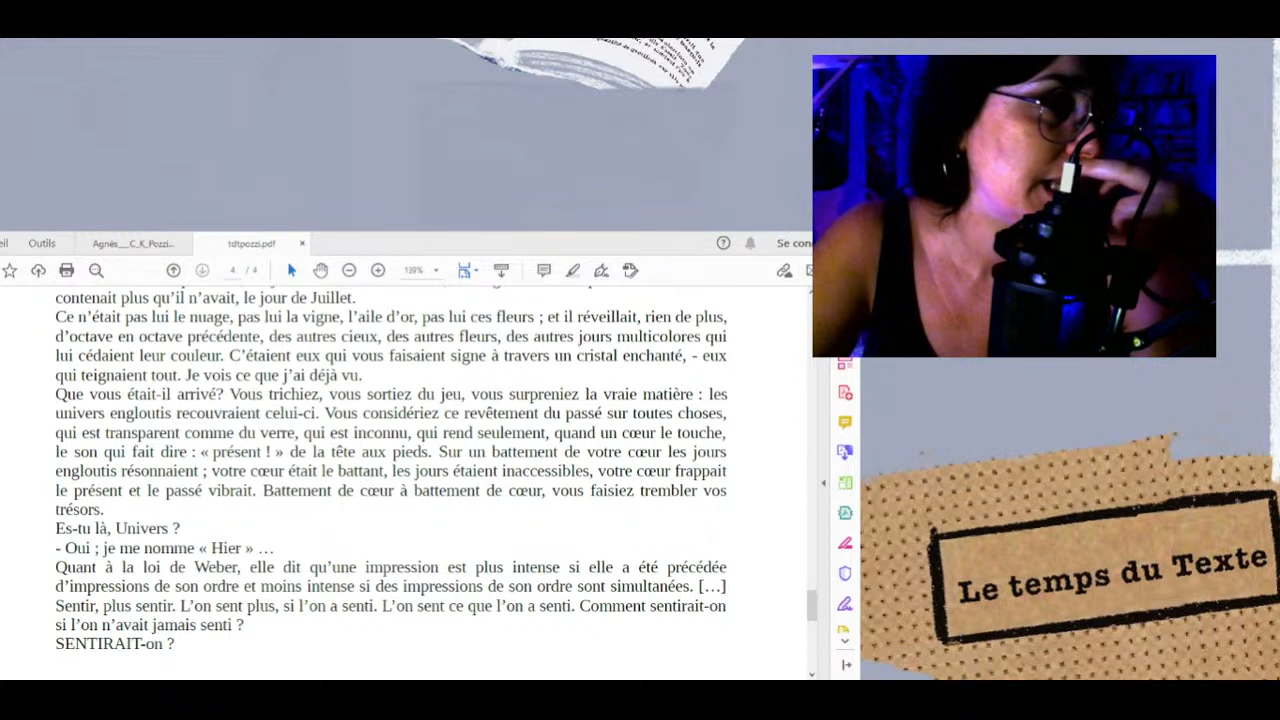 eil Outils Agnès__C_K_Pozzi... tdtpozzi.pdf × Se con
4 / 4 139%
contenait plus qu’il n’avait, le jour de Juillet.
Ce n’était pas lui le nuage, pas lui la vigne, l’aile d’or, pas lui ces fleurs ; et il réveillait, rien de plus,
d’octave en octave précédente, des autres cieux, des autres fleurs, des autres jours multicolores qui
lui cédaient leur couleur. C’étaient eux qui vous faisaient signe à travers un cristal enchanté, - eux
qui teignaient tout. Je vois ce que j’ai déjà vu.
Que vous était-il arrivé? Vous trichiez, vous sortiez du jeu, vous surpreniez la vraie matière : les
univers engloutis recouvraient celui-ci. Vous considériez ce revêtement du passé sur toutes choses,
qui est transparent comme du verre, qui est inconnu, qui rend seulement, quand un cœur le touche,
le son qui fait dire : « présent ! » de la tête aux pieds. Sur un battement de votre cœur les jours
engloutis résonnaient ; votre cœur était le battant, les jours étaient inaccessibles, votre cœur frappait
le présent et le passé vibrait. Battement de cœur à battement de cœur, vous faisiez trembler vos
trésors.
Es-tu là, Univers ?
- Oui ; je me nomme « Hier » …
Quant à la loi de Weber, elle dit qu’une impression est plus intense si elle a été précédée
d’impressions de son ordre et moins intense si des impressions de son ordre sont simultanées. […]
Sentir, plus sentir. L’on sent plus, si l’on a senti. L’on sent ce que l’on a senti. Comment sentirait-on
si l’on n’avait jamais senti ?
SENTIRAIT-on ?
Le temps du Texte